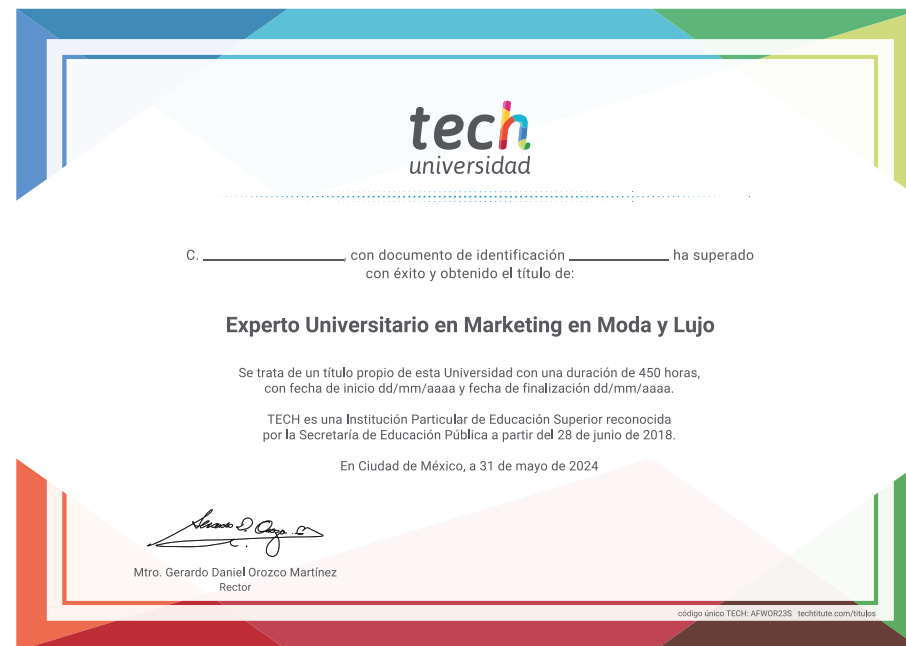 tech
universidad
C. ____________, con documento de identificación ____________ ha superado
con éxito y obtenido el título de:
Experto Universitario en Marketing en Moda y Lujo
Se trata de un título propio de esta Universidad con una duración de 450 horas,
con fecha de inicio dd/mm/aaaa y fecha de finalización dd/mm/aaaa.
TECH es una Institución Particular de Educación Superior reconocida
por la Secretaría de Educación Pública a partir del 28 de junio de 2018.
En Ciudad de México, a 31 de mayo de 2024
Mtro. Gerardo Daniel Orozco Martínez
Rector
código único TECH: AFWOR23S techtitute.com/titulos